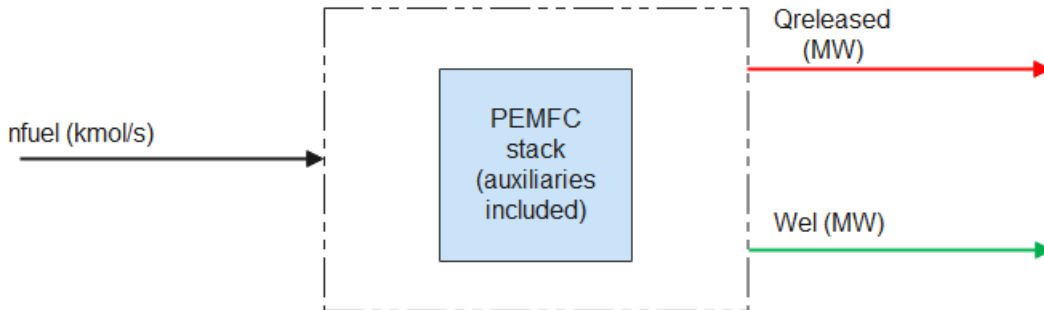 Qreleased
(MW)
nfuel (kmol/s)
PEMFC
stack
(auxiliaries
included)
Wel (MW)